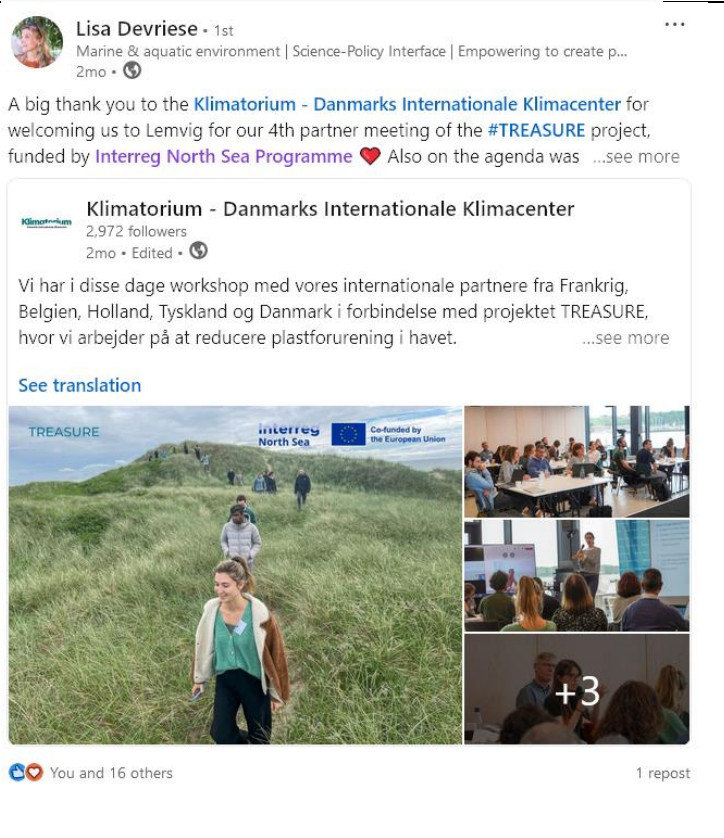 Lisa Devriese • 1st
Marine & aquatic environment | Science-Policy Interface | Empowering to create p...
2mo •
A big thank you to the Klimatorium - Danmarks Internationale Klimacenter for
welcoming us to Lemvig for our 4th partner meeting of the #TREASURE project,
funded by Interreg North Sea Programme ❤️ Also on the agenda was ...see more
Klimatorium
Klimatorium - Danmarks Internationale Klimacenter
2,972 followers
2mo • Edited •
Vi har i disse dage workshop med vores internationale partnere fra Frankrig,
Belgien, Holland, Tyskland og Danmark i forbindelse med projektet TREASURE,
hvor vi arbejder på at reducere plastforurening i havet. ...see more
See translation
TREASURE
Interreg
North Sea
Co-funded by
the European Union
+3
You and 16 others
1 repost